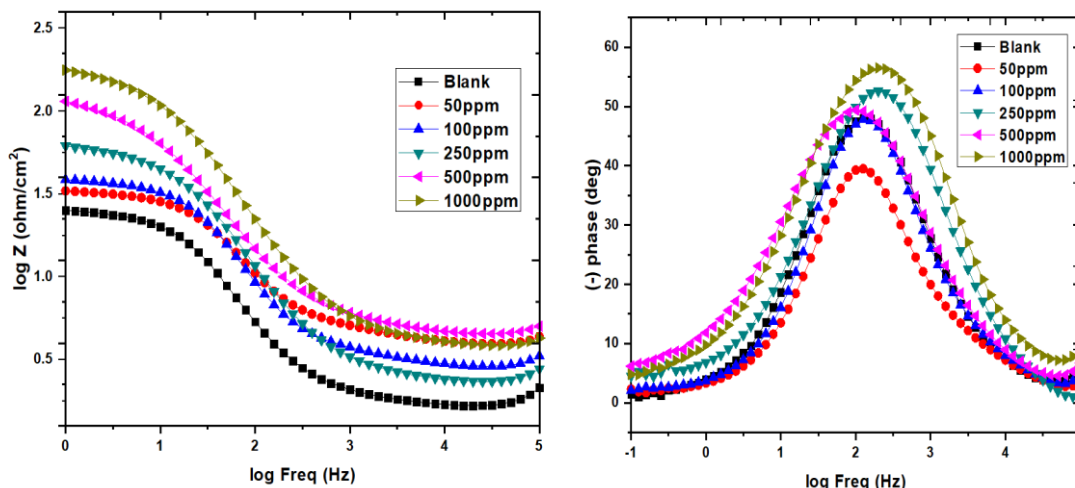 2.5
2.0
1.5
1.0
0.5
0 1 2 3 4 5
log Z (ohm/cm²)
log Freq (Hz)
Blank
50ppm
100ppm
250ppm
500ppm
1000ppm
60
50
40
30
20
10
0
-1 0 1 2 3 4
(-) phase (deg)
log Freq (Hz)
Blank
50ppm
100ppm
250ppm
500ppm
1000ppm